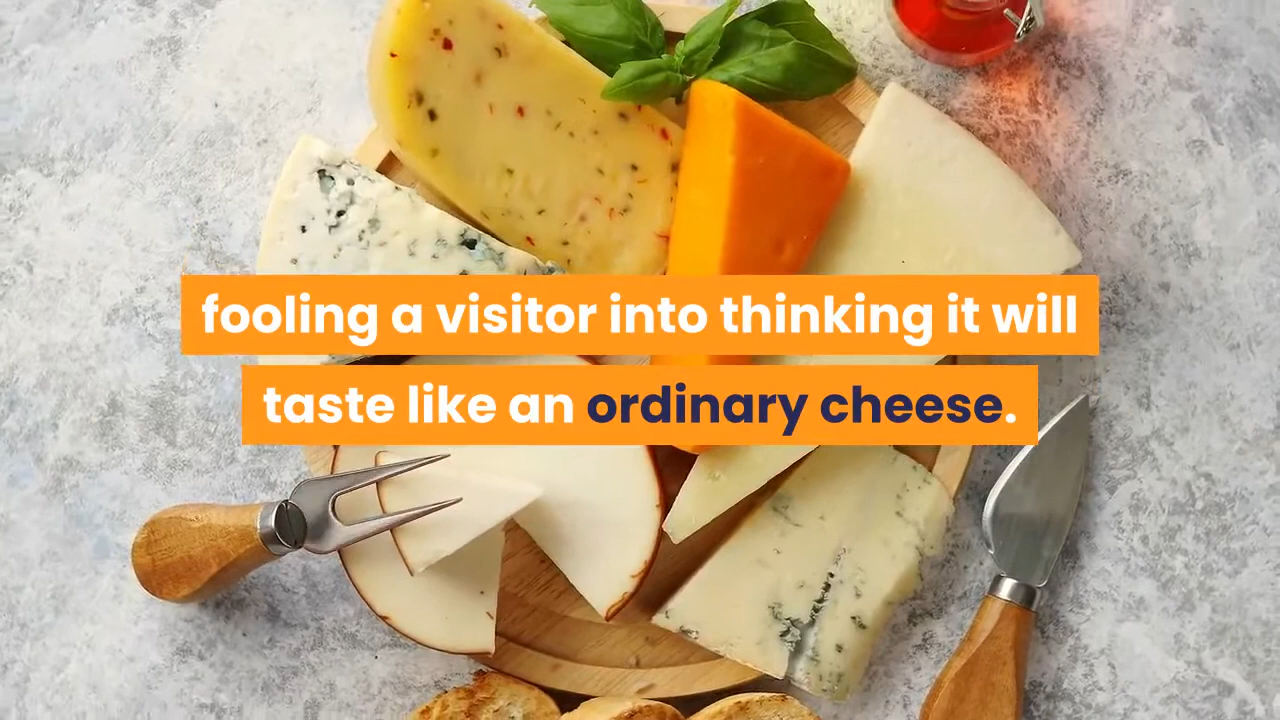 fooling a visitor into thinking it will
taste like an ordinary cheese.